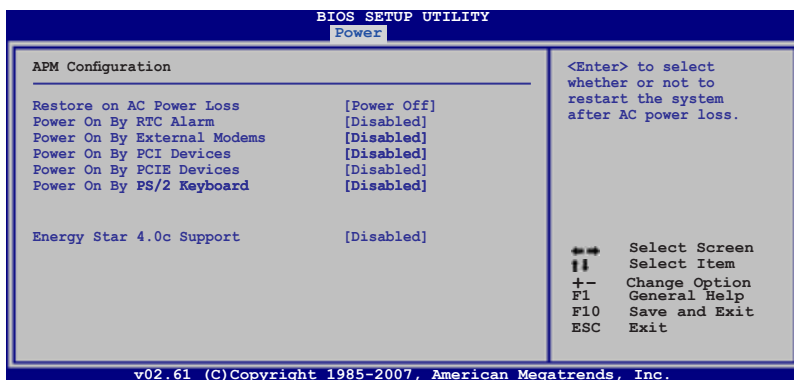 BIOS SETUP UTILITY
Power
APM Configuration
Restore on AC Power Loss [Power Off]
Power On By RTC Alarm [Disabled]
Power On By External Modems [Disabled]
Power On By PCI Devices [Disabled]
Power On By PCIE Devices [Disabled]
Power On By PS/2 Keyboard [Disabled]
Energy Star 4.0c Support [Disabled]
<Enter> to select
whether or not to
restart the system
after AC power loss.
←→ Select Screen
↑↓ Select Item
+- Change Option
F1 General Help
F10 Save and Exit
ESC Exit
v02.61 (C)Copyright 1985-2007, American Megatrends, Inc.